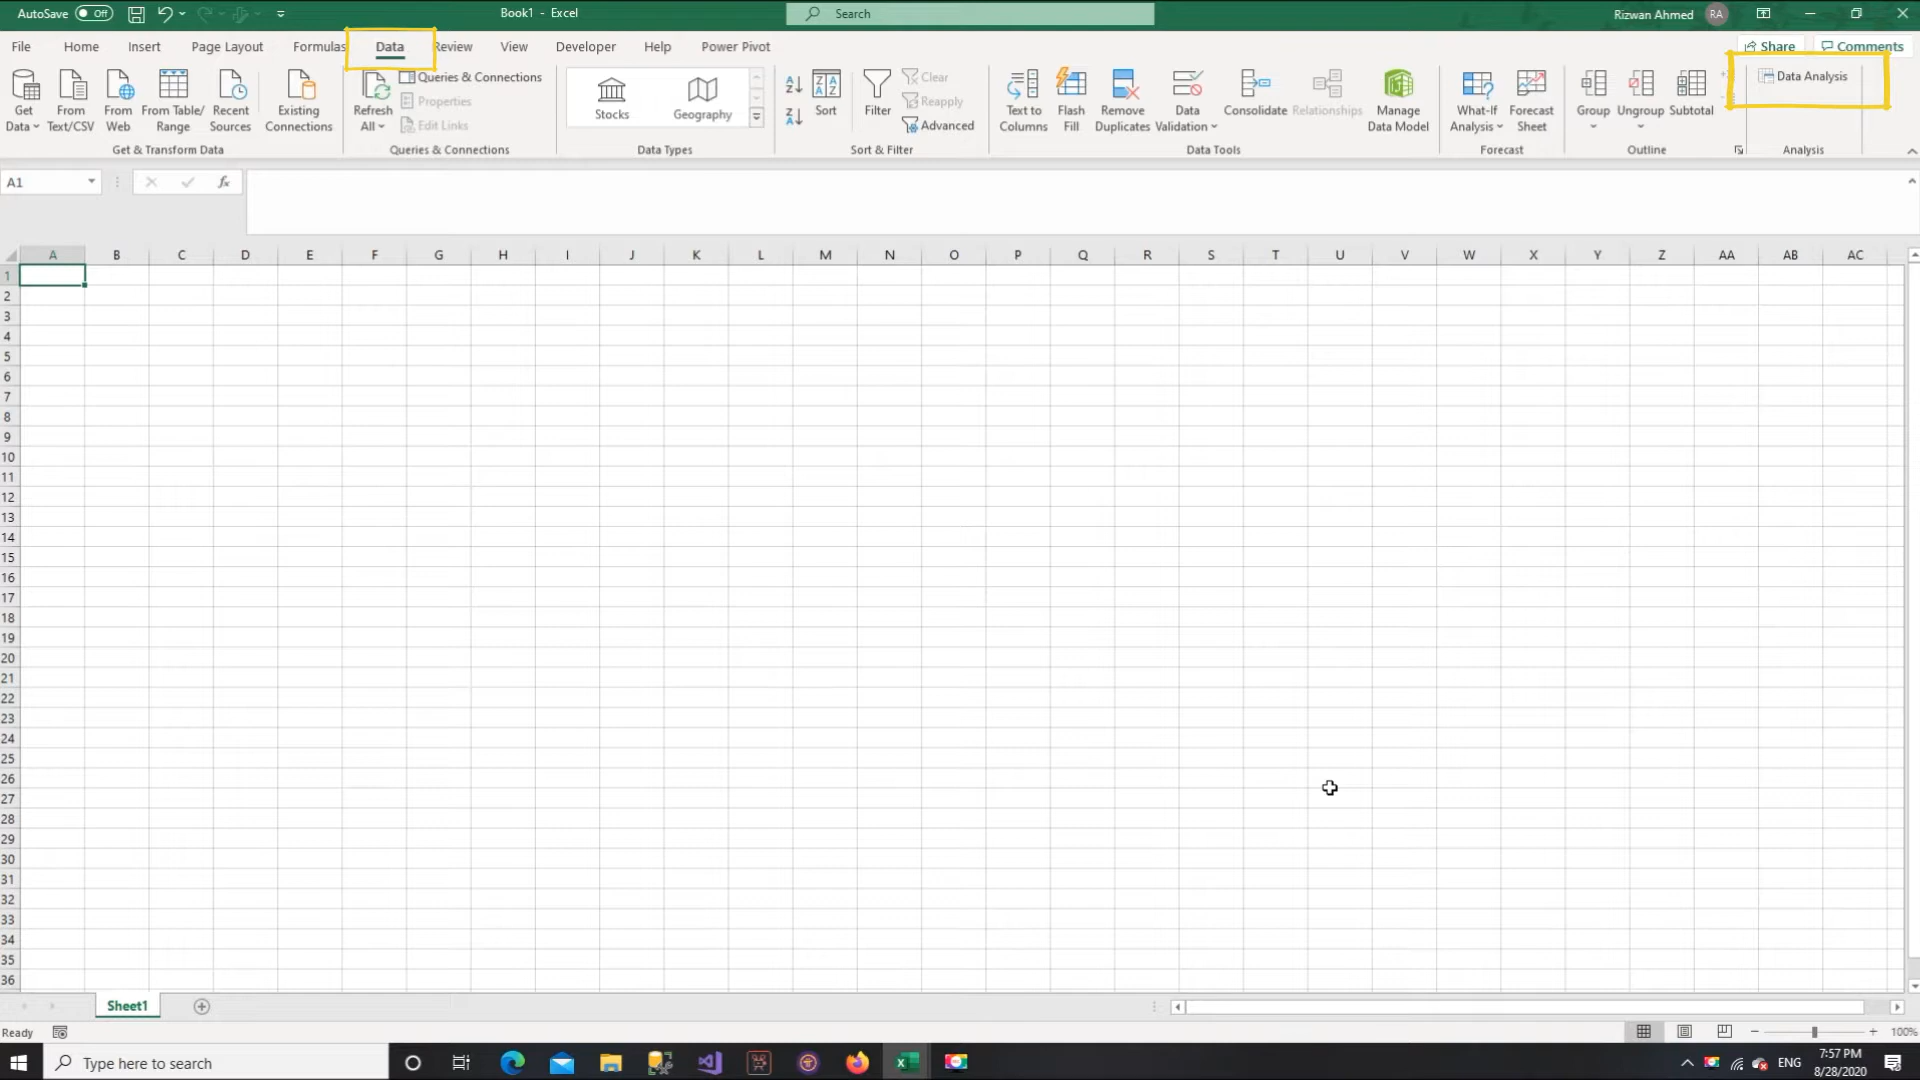 AutoSave Off Book1 - Excel Search Rizwan Ahmed RA
File Home Insert Page Layout Formulas Data Review View Developer Help Power Pivot Share Comments
Get Data From Text/CSV From Web From Table/ Range Recent Sources Existing Connections
Get & Transform Data
Refresh All Queries & Connections Properties Edit Links
Queries & Connections
Stocks Geography
Data Types
Sort Filter Clear Reapply Advanced
Sort & Filter
Text to Columns Flash Fill Remove Duplicates Data Validation Consolidate Relationships Manage Data Model
Data Tools
What-If Analysis Forecast Sheet
Forecast
Group Ungroup Subtotal
Outline
Data Analysis
Analysis
A1 fx
A B C D E F G H I J K L M N O P Q R S T U V W X Y Z AA AB AC
1
2
3
4
5
6
7
8
9
10
11
12
13
14
15
16
17
18
19
20
21
22
23
24
25
26
27
28
29
30
31
32
33
34
35
36
Sheet1
Ready 100%
Type here to search ENG 7:57 PM
8/28/2020